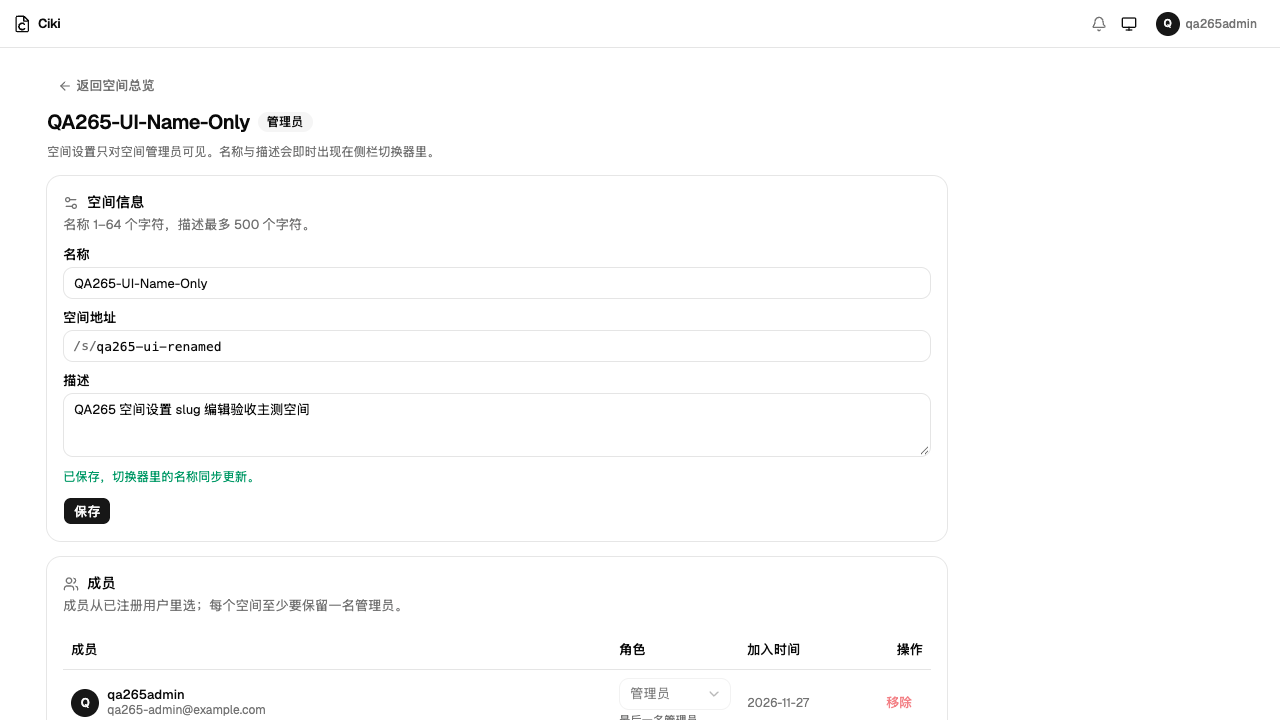 Ciki
Q qa265admin
返回空间总览
QA265-UI-Name-Only 管理员
空间设置只对空间管理员可见。名称与描述会即时出现在侧栏切换器里。
空间信息
名称 1–64 个字符，描述最多 500 个字符。
名称
QA265-UI-Name-Only
空间地址
/s/qa265-ui-renamed
描述
QA265 空间设置 slug 编辑验收主测空间
已保存，切换器里的名称同步更新。
保存
成员
成员从已注册用户里选；每个空间至少要保留一名管理员。
成员 角色 加入时间 操作
Q qa265admin 管理员 2026-11-27 移除
qa265-admin@example.com
最后一名管理员